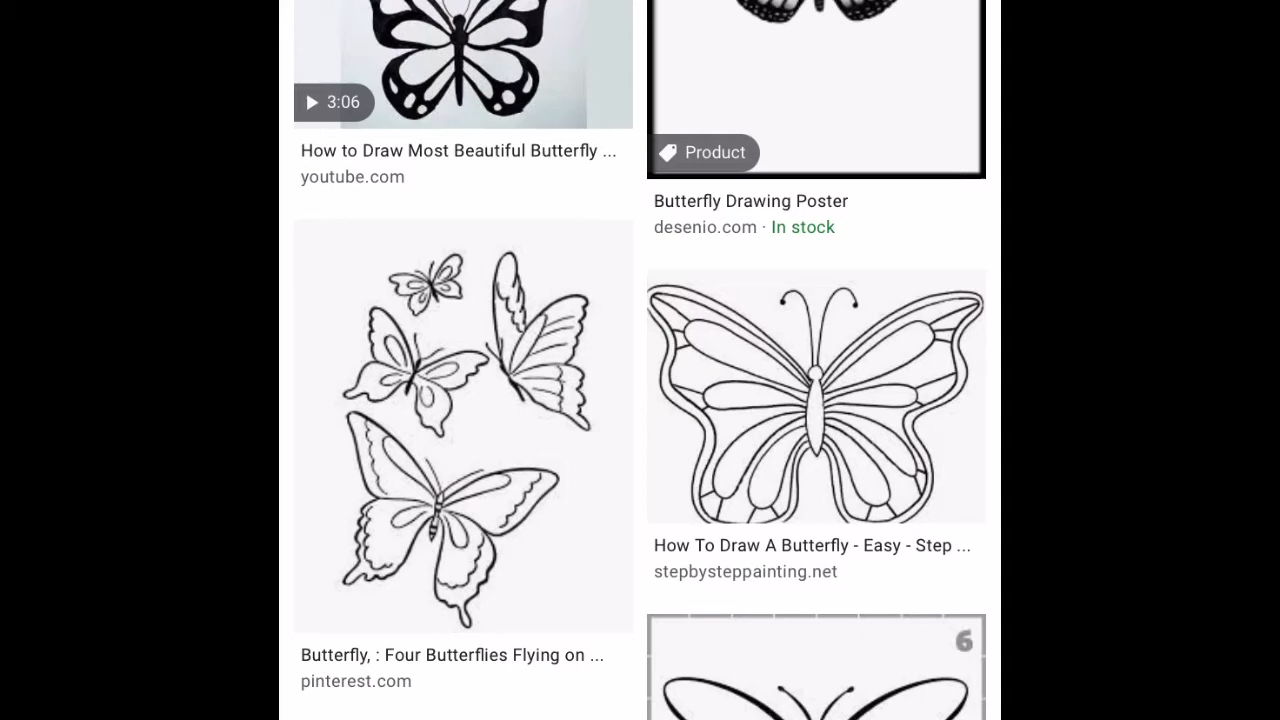 3:06
How to Draw Most Beautiful Butterfly ...
youtube.com
Product
Butterfly Drawing Poster
desenio.com · In stock
How To Draw A Butterfly - Easy - Step ...
stepbysteppainting.net
Butterfly, : Four Butterflies Flying on ...
pinterest.com
6